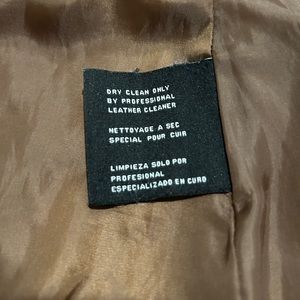 DRY CLEAN ONLY
BY PROFESSIONAL
LEATHER CLEANER
NETTOYAGE A SEC
SPECIAL POUR CUIR
LIMPIEZA SOLO POR
PROFESIONAL
ESPECIALIZADO EN CURO